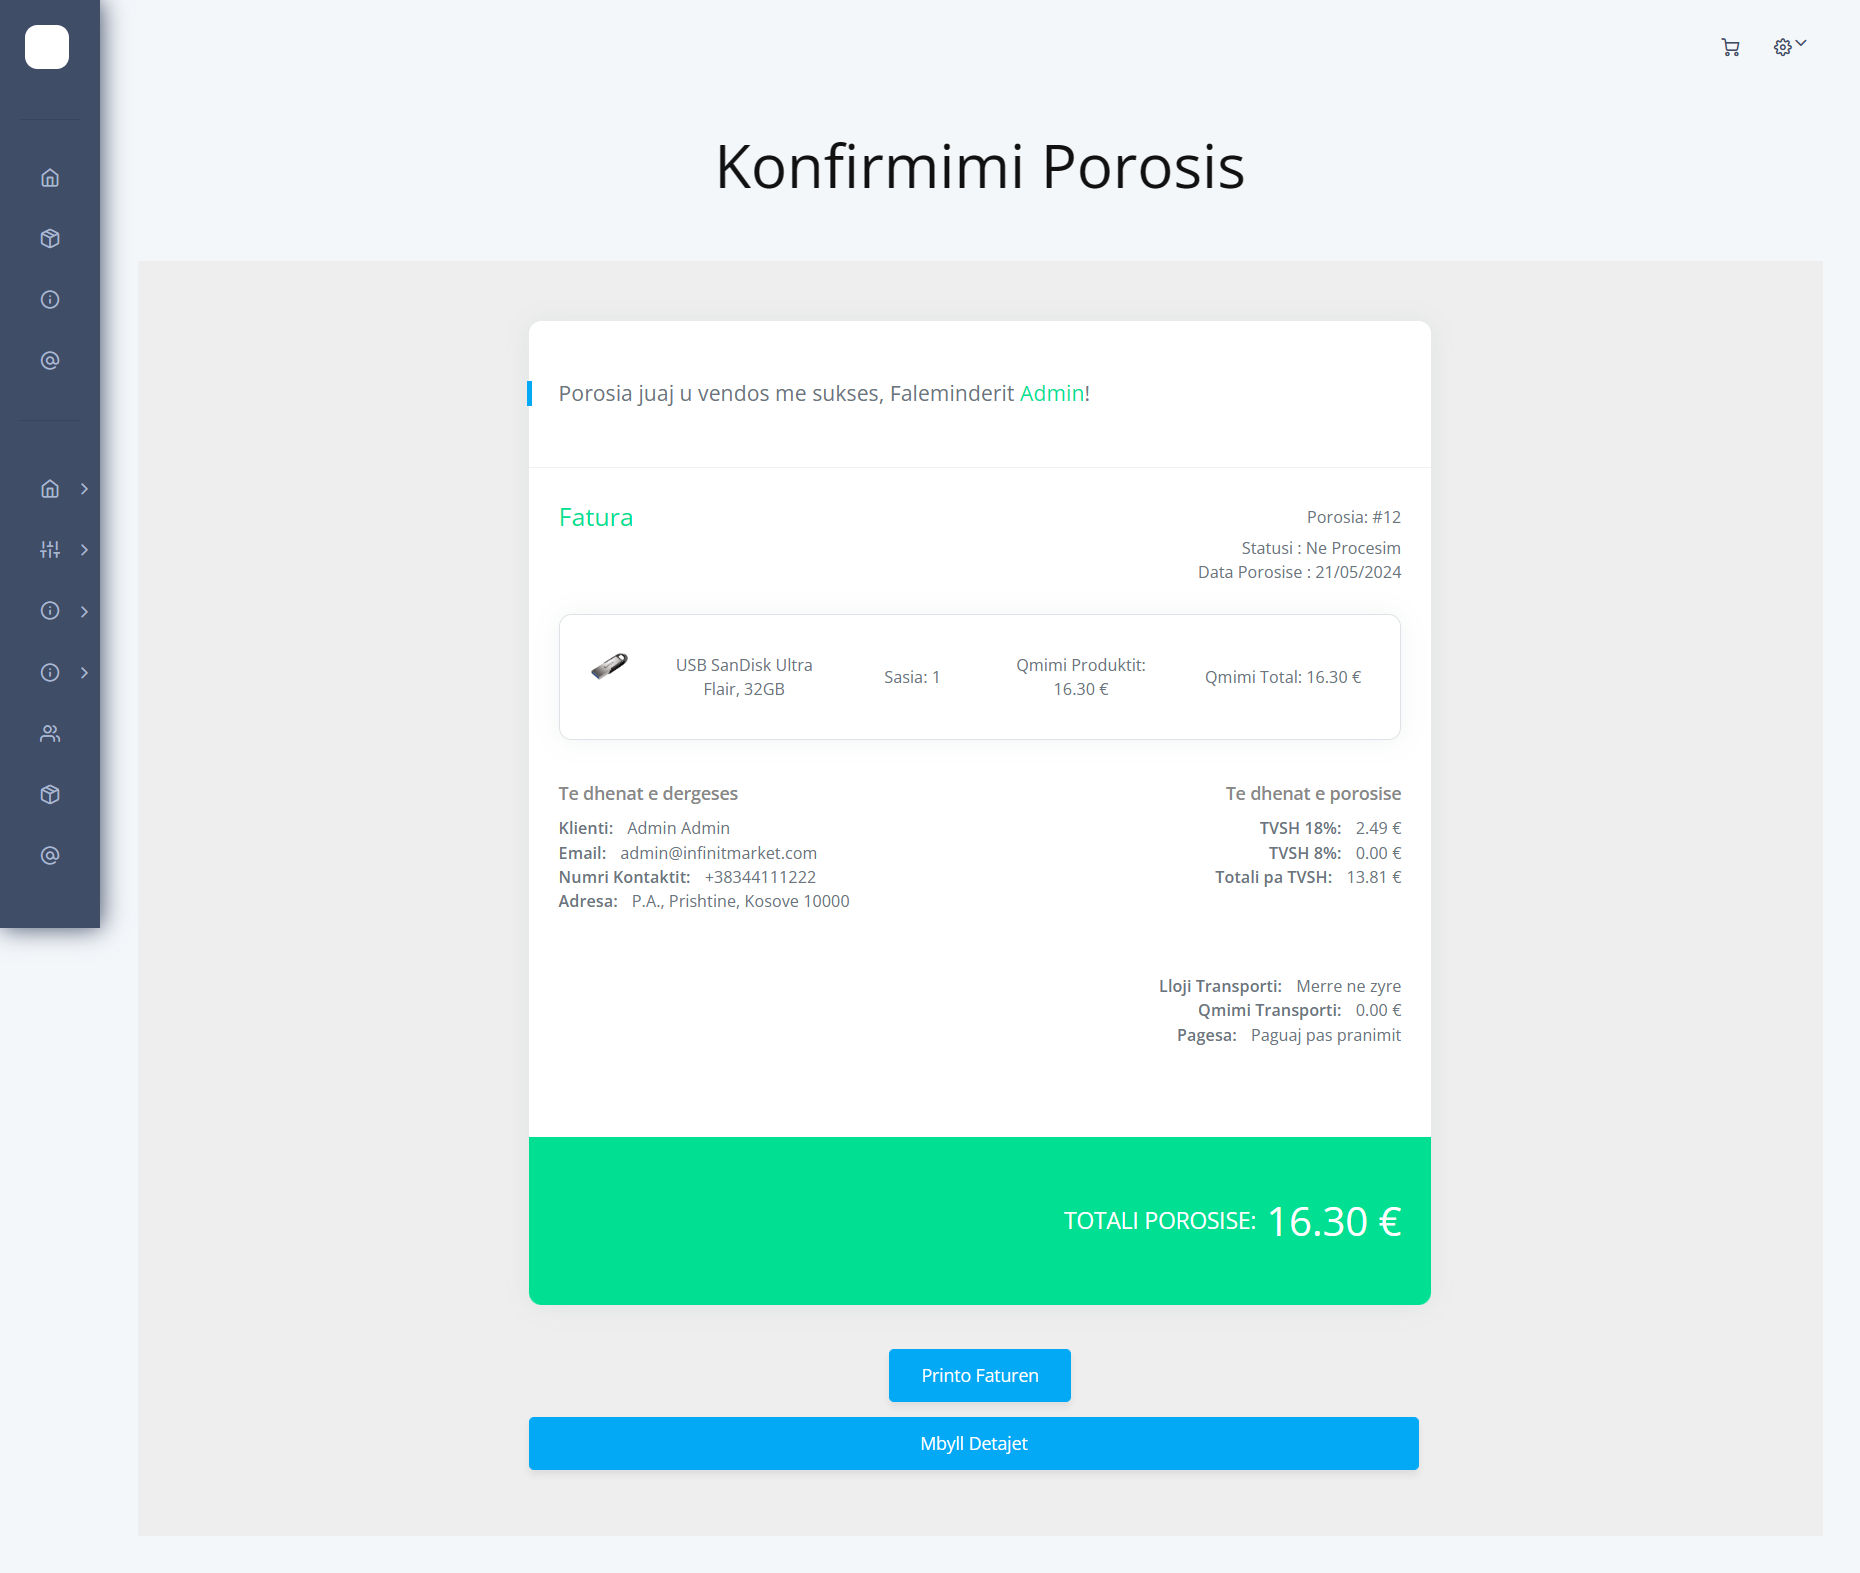 Konfirmimi Porosis
Porosia juaj u vendos me sukses, Faleminderit Admin!
Fatura
Porosia: #12
Statusi : Ne Procesim
Data Porosise : 21/05/2024
USB SanDisk Ultra
Flair, 32GB
Sasia: 1
Qmimi Produktit:
16.30 €
Qmimi Total: 16.30 €
Te dhenat e dergeses
Klienti: Admin Admin
Email: admin@infinitmarket.com
Numri Kontaktit: +38344111222
Adresa: P.A., Prishtine, Kosove 10000
Te dhenat e porosise
TVSH 18%: 2.49 €
TVSH 8%: 0.00 €
Totali pa TVSH: 13.81 €
Lloji Transporti: Merre ne zyre
Qmimi Transporti: 0.00 €
Pagesa: Paguaj pas pranimit
TOTALI POROSISE: 16.30 €
Printo Faturen
Mbyll Detajet